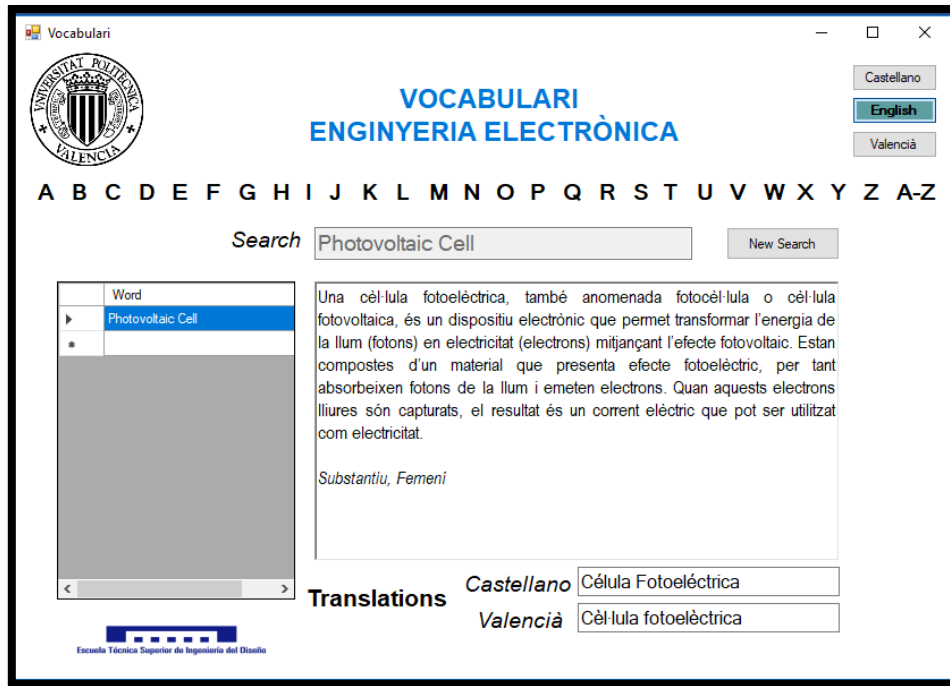 Vocabulari
UNIVERSITAT POLITÈCNICA
VALENCIA
VOCABULARI
ENGINYERIA ELECTRÒNICA
Castellano
English
Valencià
A B C D E F G H I J K L M N O P Q R S T U V W X Y Z A-Z
Search Photovoltaic Cell New Search
Word
Photovoltaic Cell
Una cèl·lula fotoelèctrica, també anomenada fotocèl·lula o cèl·lula
fotovoltaica, és un dispositiu electrònic que permet transformar l'energia de
la llum (fotons) en electricitat (electrons) mitjançant l'efecte fotovoltaic. Estan
compostes d'un material que presenta efecte fotoelèctric, per tant
absorbeixen fotons de la llum i emeten electrons. Quan aquests electrons
lliures són capturats, el resultat és un corrent elèctric que pot ser utilitzat
com electricitat.
Substantiu, Femení
Translations
Castellano Célula Fotoeléctrica
Valencià Cèl·lula fotoelèctrica
Escuela Técnica Superior de Ingeniería del Diseño